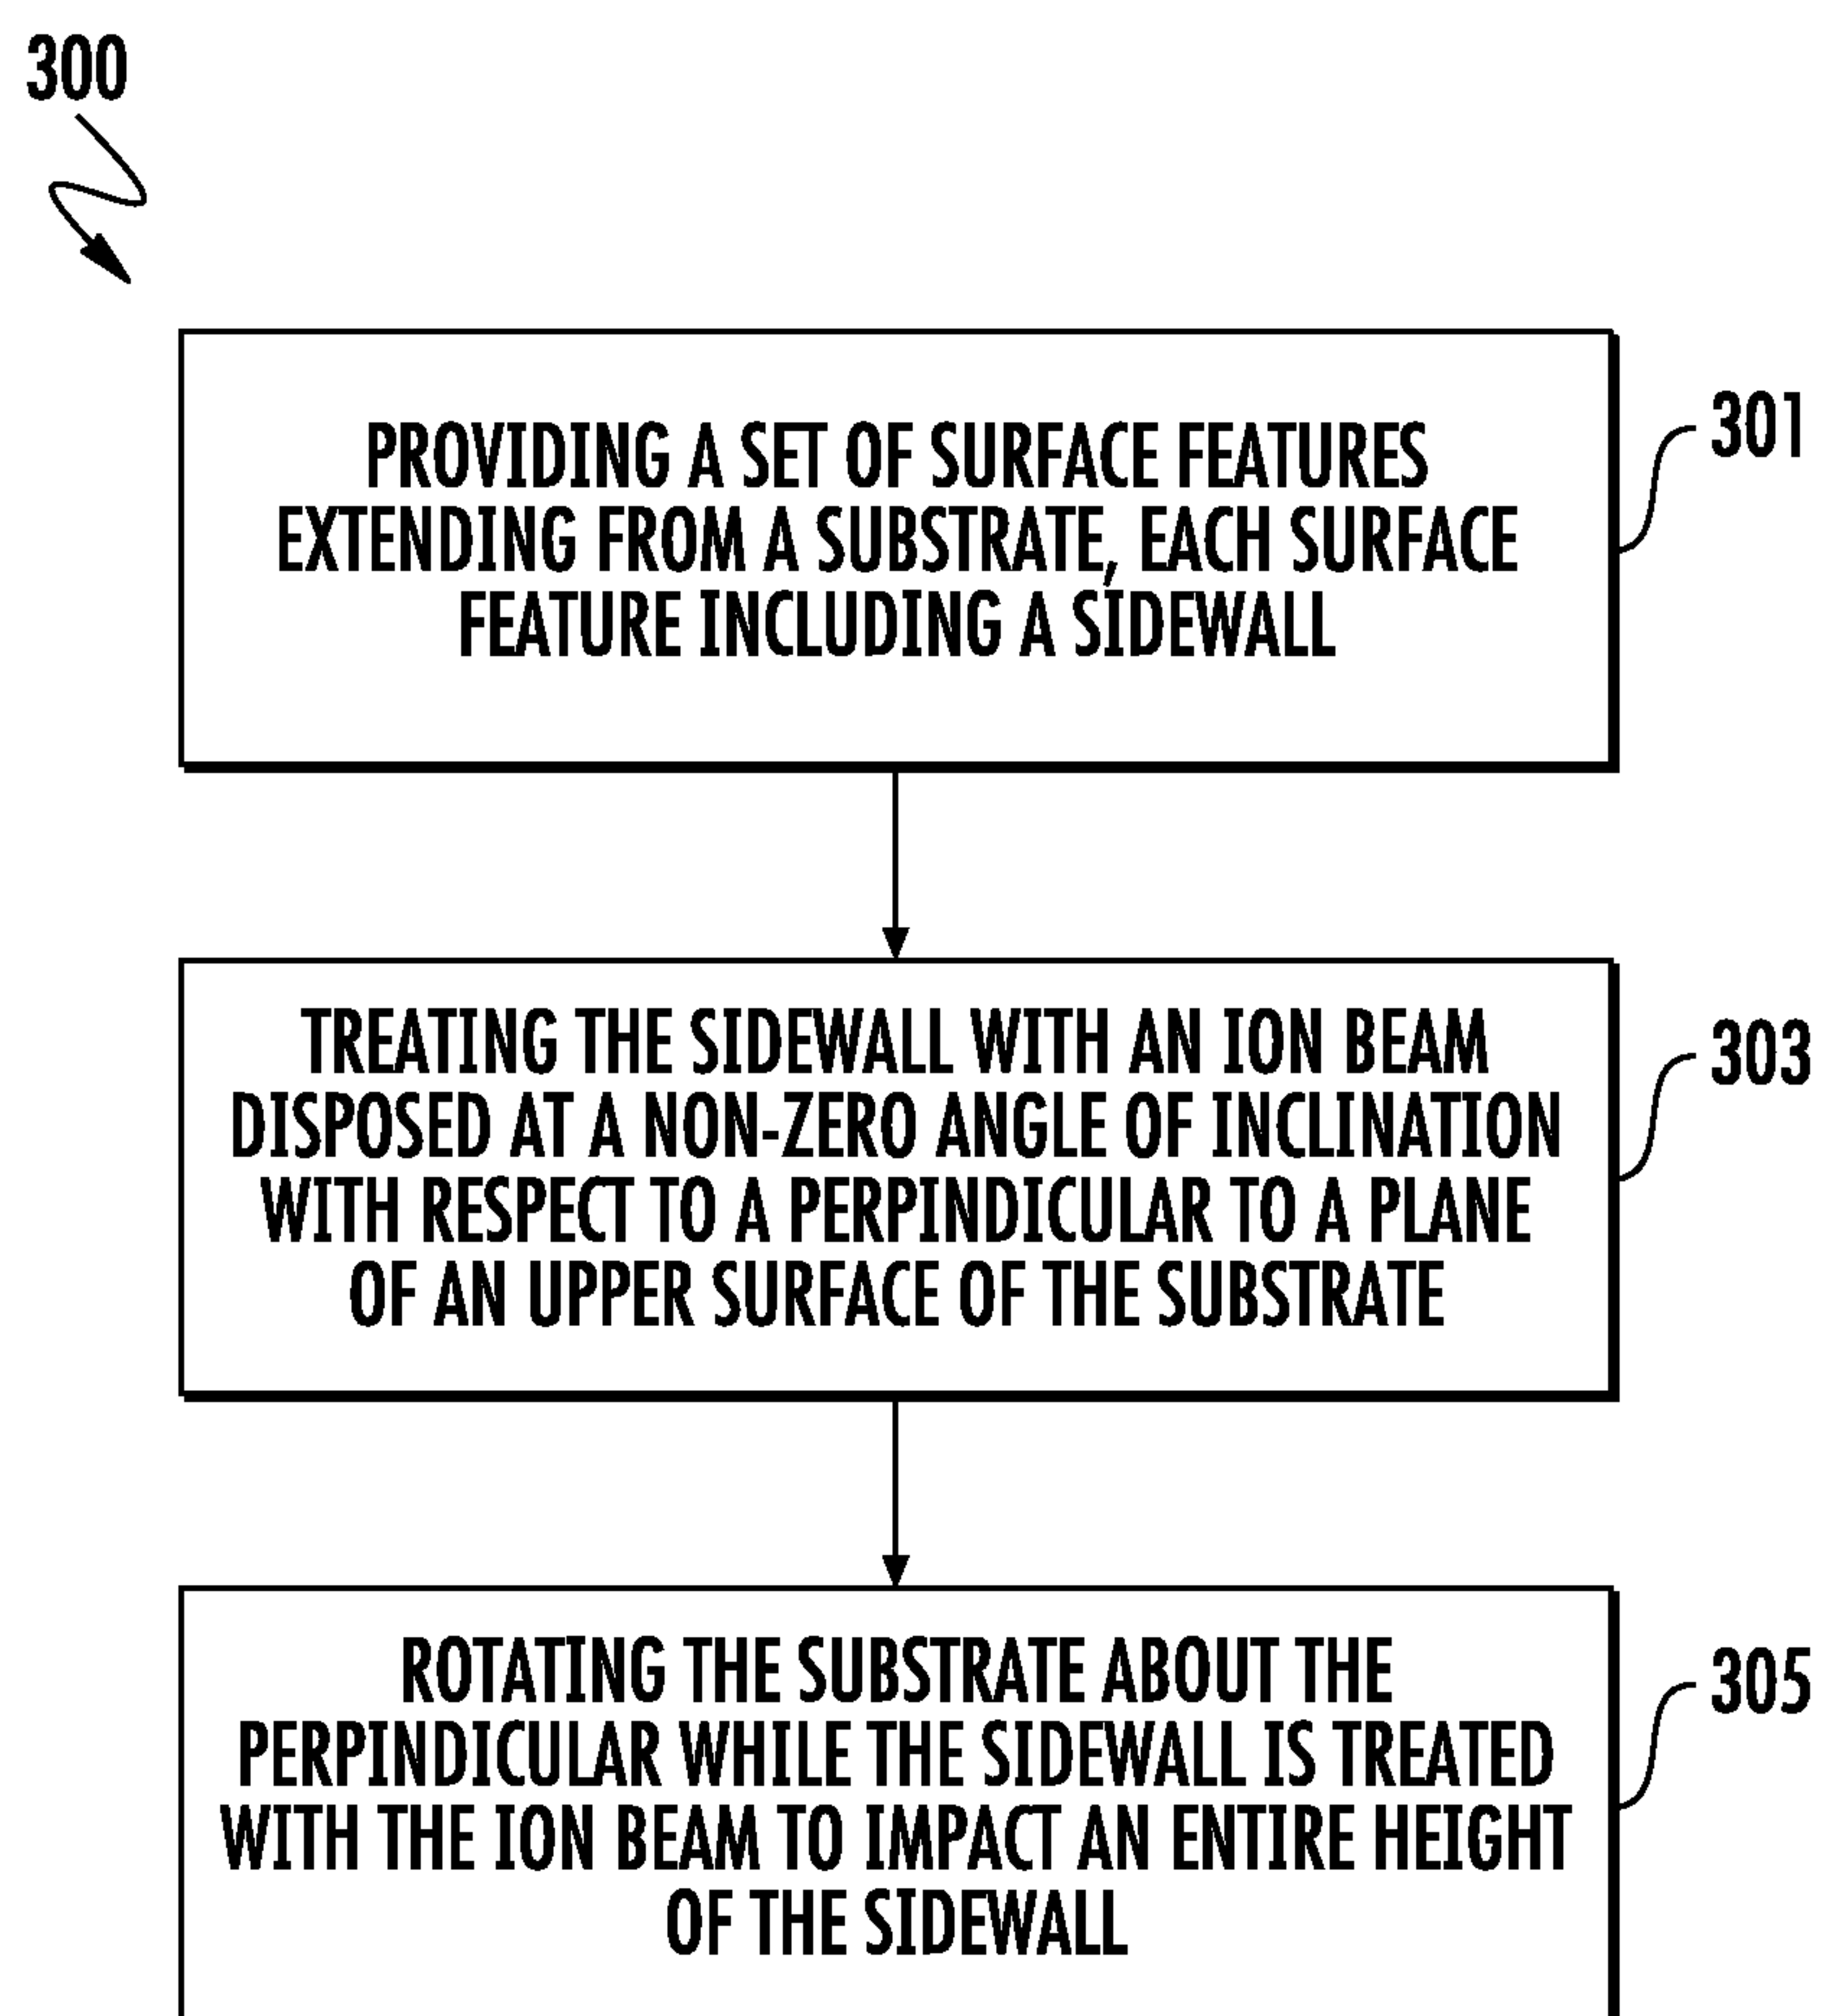 300
PROVIDING A SET OF SURFACE FEATURES
EXTENDING FROM A SUBSTRATE, EACH SURFACE
FEATURE INCLUDING A SIDEWALL
301
TREATING THE SIDEWALL WITH AN ION BEAM
DISPOSED AT A NON-ZERO ANGLE OF INCLINATION
WITH RESPECT TO A PERPINDICULAR TO A PLANE
OF AN UPPER SURFACE OF THE SUBSTRATE
303
ROTATING THE SUBSTRATE ABOUT THE
PERPINDICULAR WHILE THE SIDEWALL IS TREATED
WITH THE ION BEAM TO IMPACT AN ENTIRE HEIGHT
OF THE SIDEWALL
305